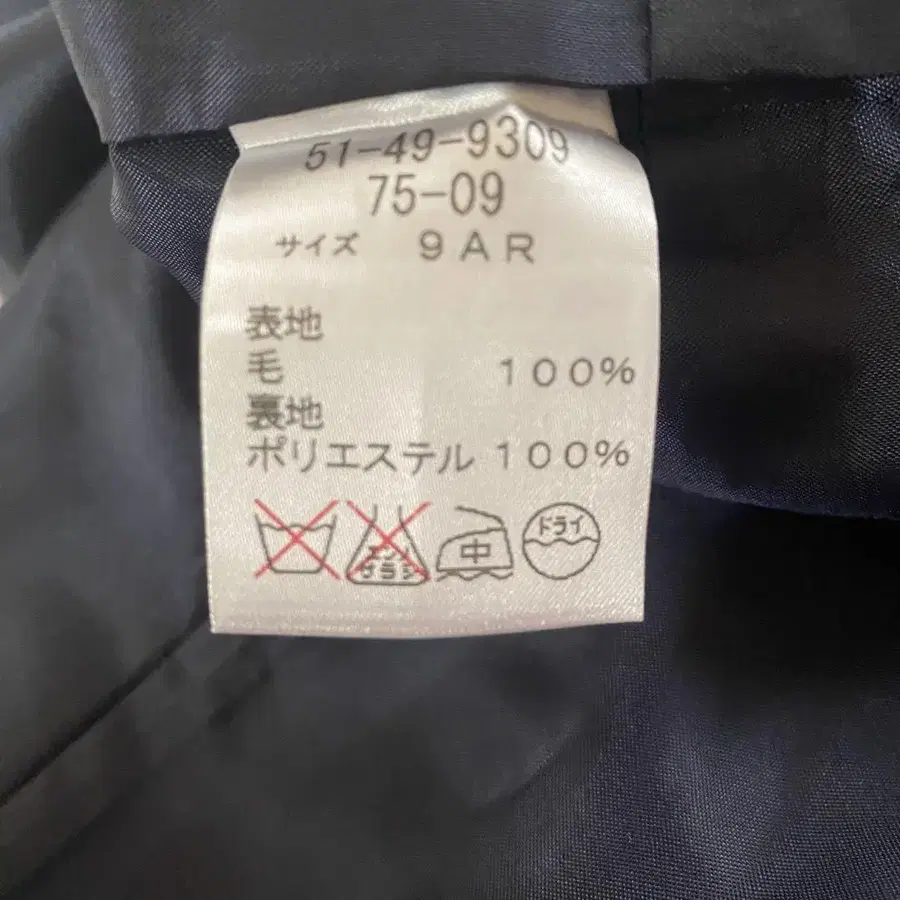 51-49-9309
75-09
サイズ 9AR
表地
毛 100%
裏地
ポリエステル 100%
エンソ
サラシ
中
ドライ